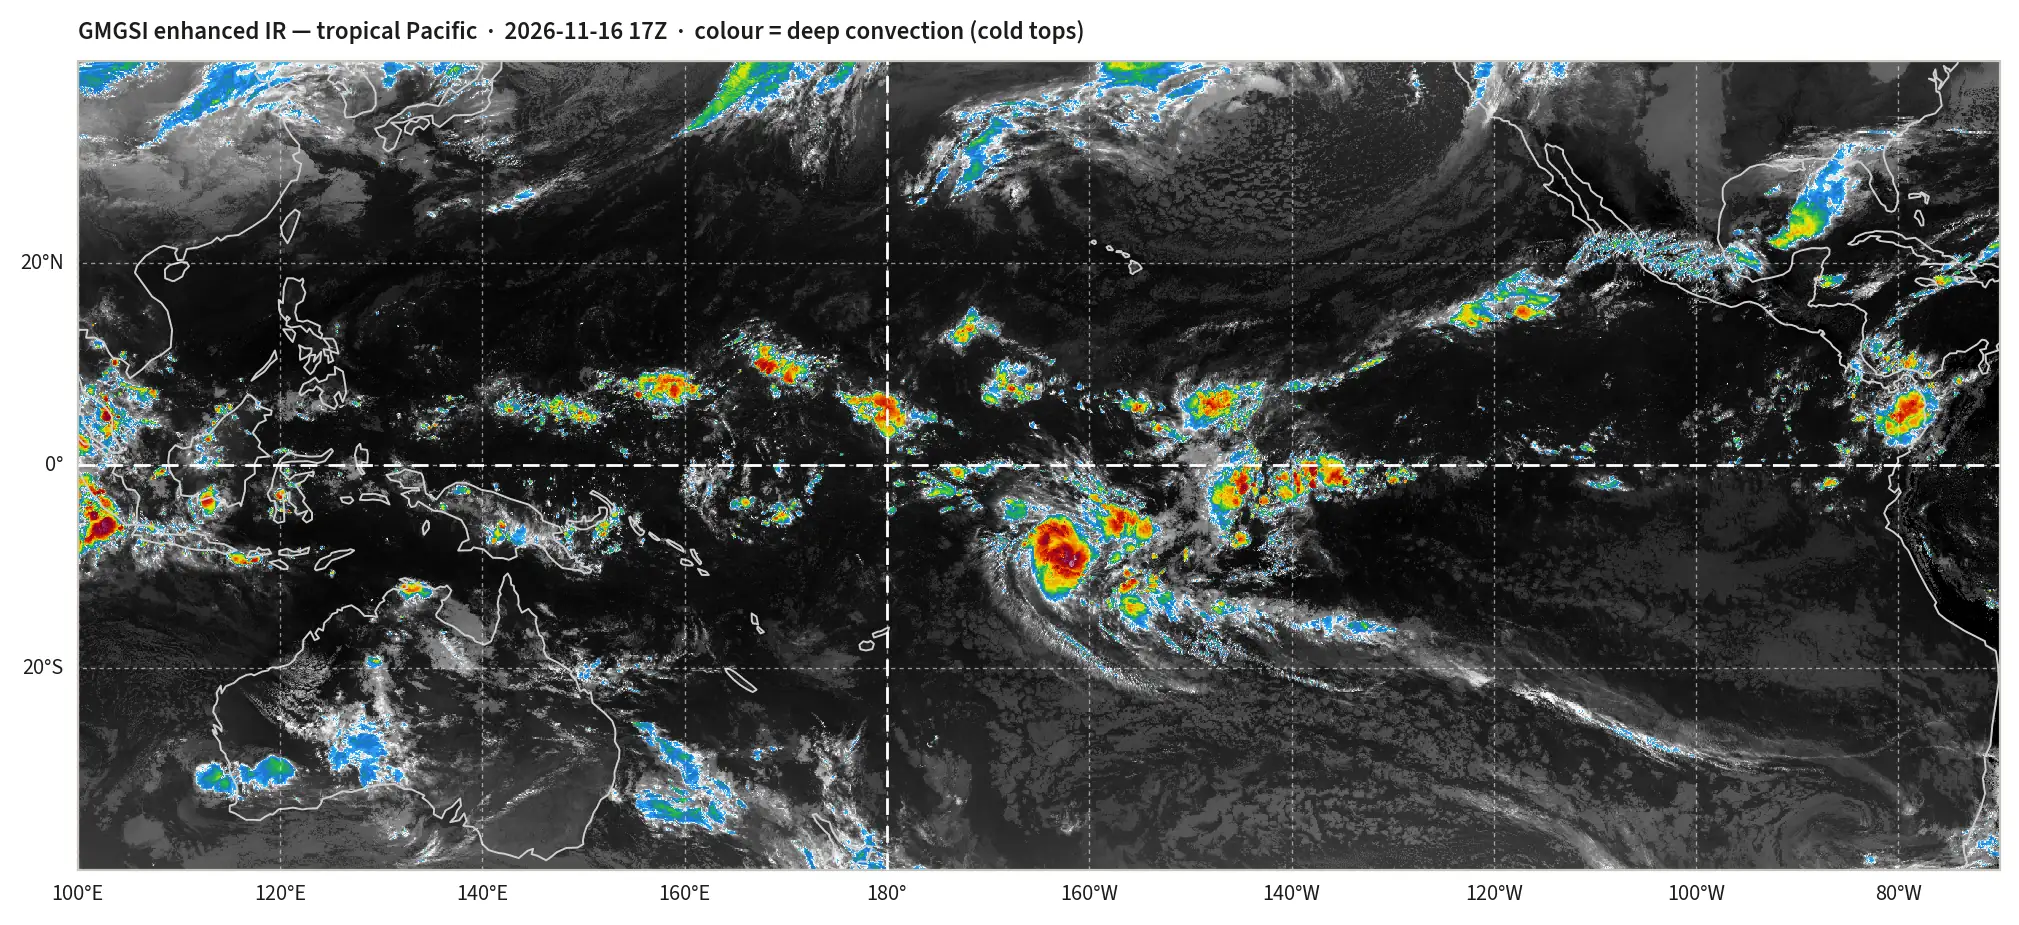 GMGSI enhanced IR — tropical Pacific · 2026-11-16 17Z · colour = deep convection (cold tops)
20°N
0°
20°S
100°E 120°E 140°E 160°E 180° 160°W 140°W 120°W 100°W 80°W